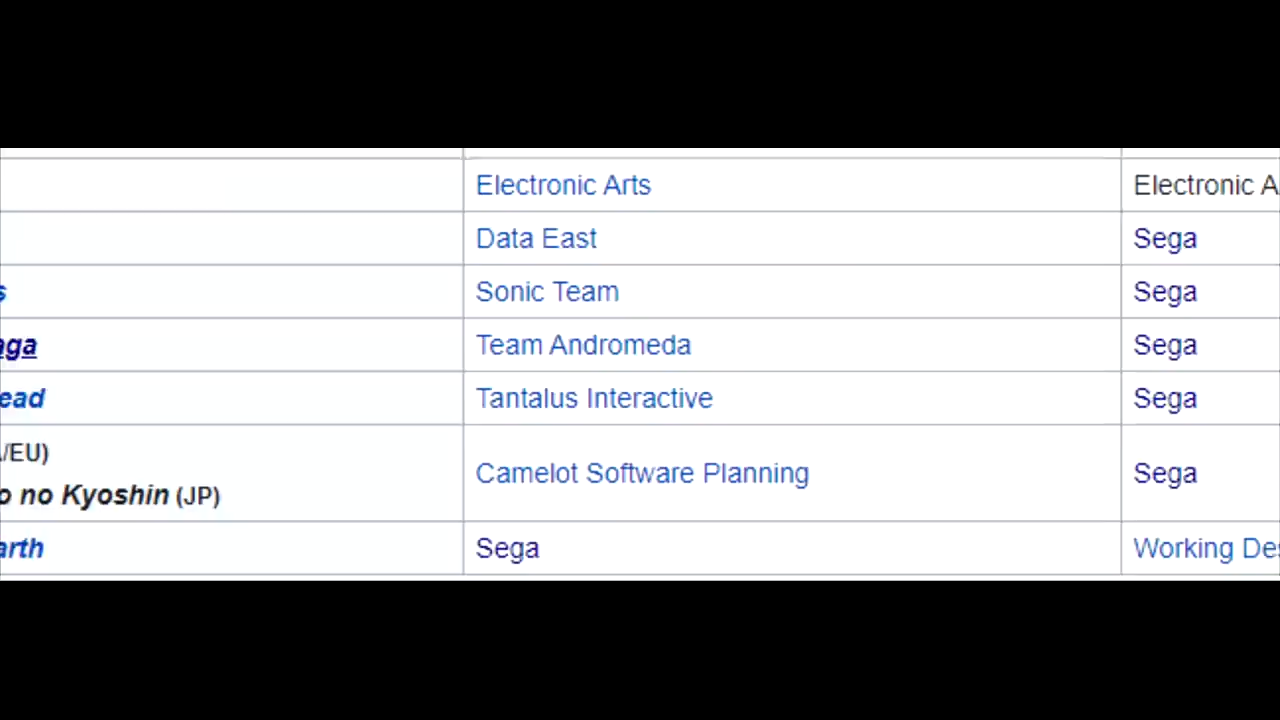 Electronic Arts Electronic A
Data East Sega
s Sonic Team Sega
aga Team Andromeda Sega
ead Tantalus Interactive Sega
/EU)
o no Kyoshin (JP) Camelot Software Planning Sega
arth Sega Working Des